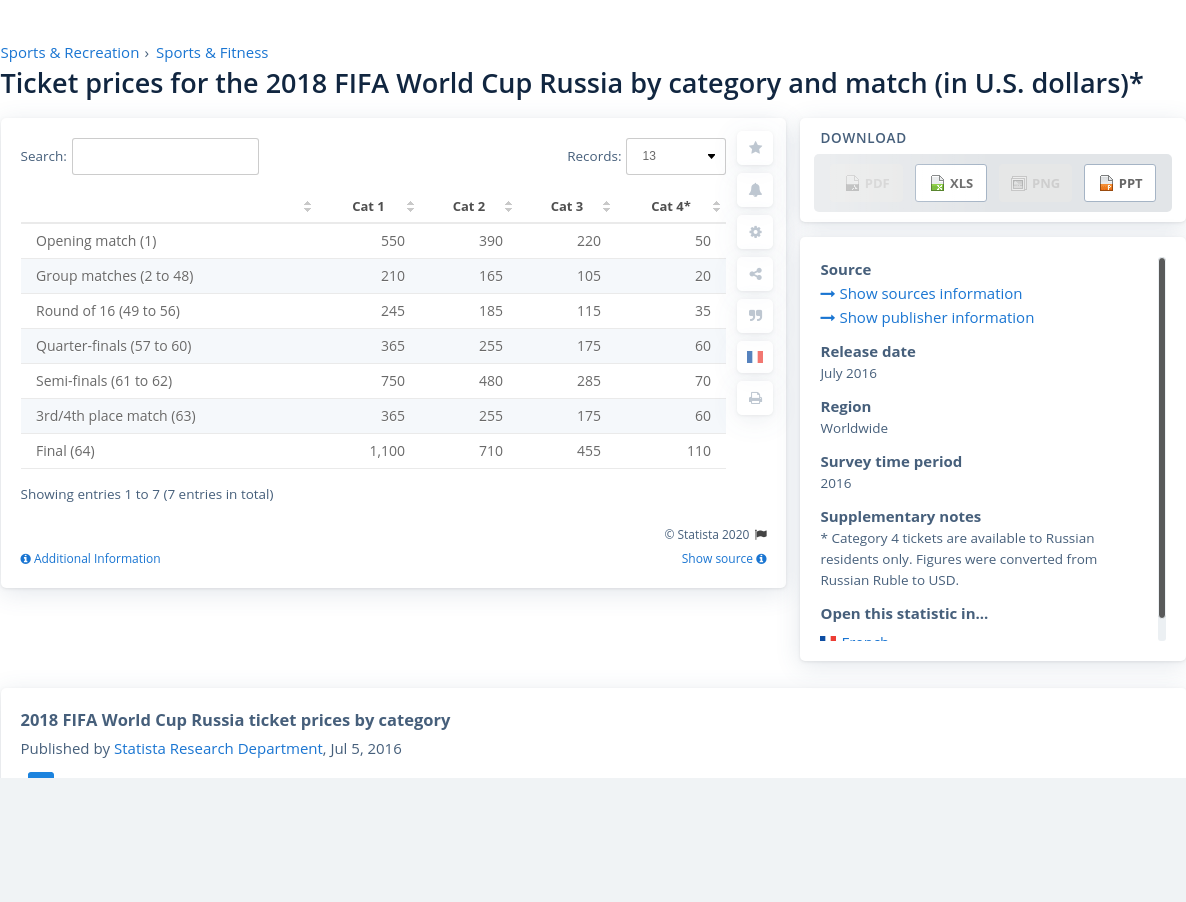 Sports & Recreation › Sports & Fitness
Ticket prices for the 2018 FIFA World Cup Russia by category and match (in U.S. dollars)*
Search:
Records: 13
Cat 1 Cat 2 Cat 3 Cat 4*
Opening match (1) 550 390 220 50
Group matches (2 to 48) 210 165 105 20
Round of 16 (49 to 56) 245 185 115 35
Quarter-finals (57 to 60) 365 255 175 60
Semi-finals (61 to 62) 750 480 285 70
3rd/4th place match (63) 365 255 175 60
Final (64) 1,100 710 455 110
Showing entries 1 to 7 (7 entries in total)
© Statista 2020
Additional Information
Show source
DOWNLOAD
PDF XLS PNG PPT
Source
Show sources information
Show publisher information
Release date
July 2016
Region
Worldwide
Survey time period
2016
Supplementary notes
* Category 4 tickets are available to Russian
residents only. Figures were converted from
Russian Ruble to USD.
Open this statistic in...
French
2018 FIFA World Cup Russia ticket prices by category
Published by Statista Research Department, Jul 5, 2016